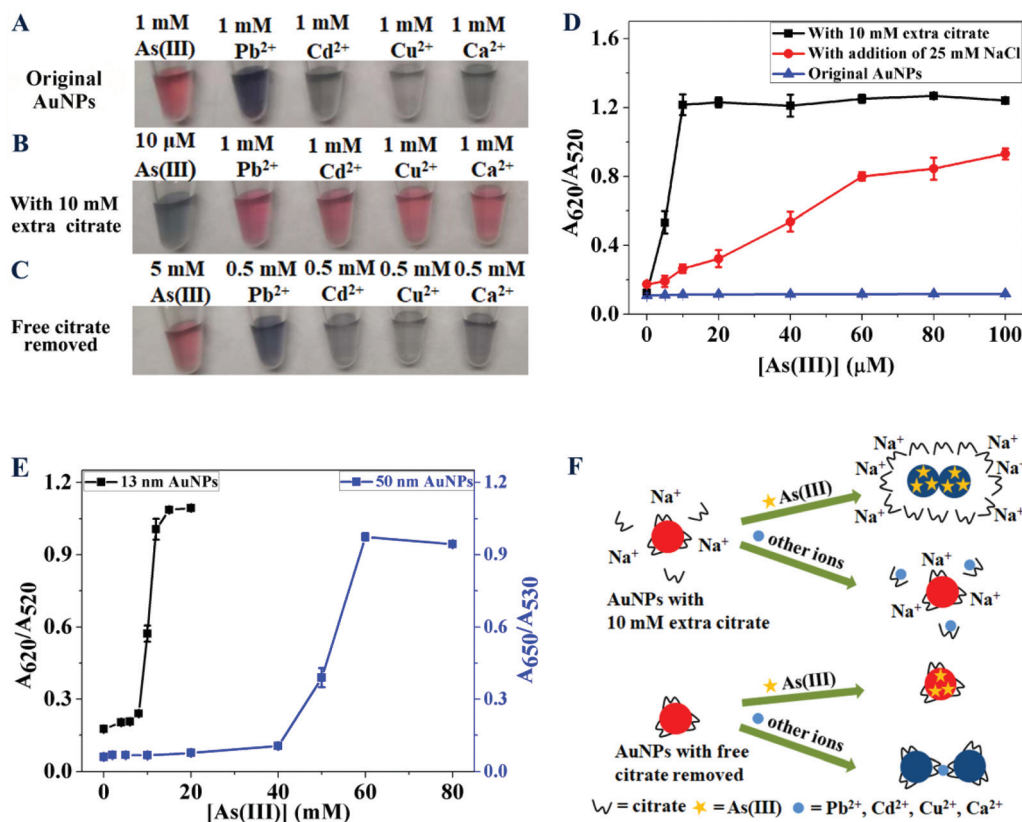 A
1 mM 1 mM 1 mM 1 mM 1 mM
As(III) Pb²⁺ Cd²⁺ Cu²⁺ Ca²⁺
Original
AuNPs
B
10 μM 1 mM 1 mM 1 mM 1 mM
As(III) Pb²⁺ Cd²⁺ Cu²⁺ Ca²⁺
With 10 mM
extra citrate
C
5 mM 0.5 mM 0.5 mM 0.5 mM 0.5 mM
As(III) Pb²⁺ Cd²⁺ Cu²⁺ Ca²⁺
Free citrate
removed
D
With 10 mM extra citrate
With addition of 25 mM NaCl
Original AuNPs
A620/A520
1.6
1.2
0.8
0.4
0.0
0 20 40 60 80 100
[As(III)] (μM)
E
13 nm AuNPs
50 nm AuNPs
A620/A520
1.2
0.9
0.6
0.3
0.0
0 20 40 60 80
[As(III)] (mM)
1.2
0.9
0.6
0.3
0.0
A650/A530
F
Na⁺ Na⁺
Na⁺ Na⁺
Na⁺ Na⁺
Na⁺
As(III)
Na⁺ Na⁺
other ions
Na⁺
Na⁺ Na⁺
AuNPs with
10 mM extra citrate
As(III)
other ions
AuNPs with free
citrate removed
= citrate = As(III) = Pb²⁺, Cd²⁺, Cu²⁺, Ca²⁺